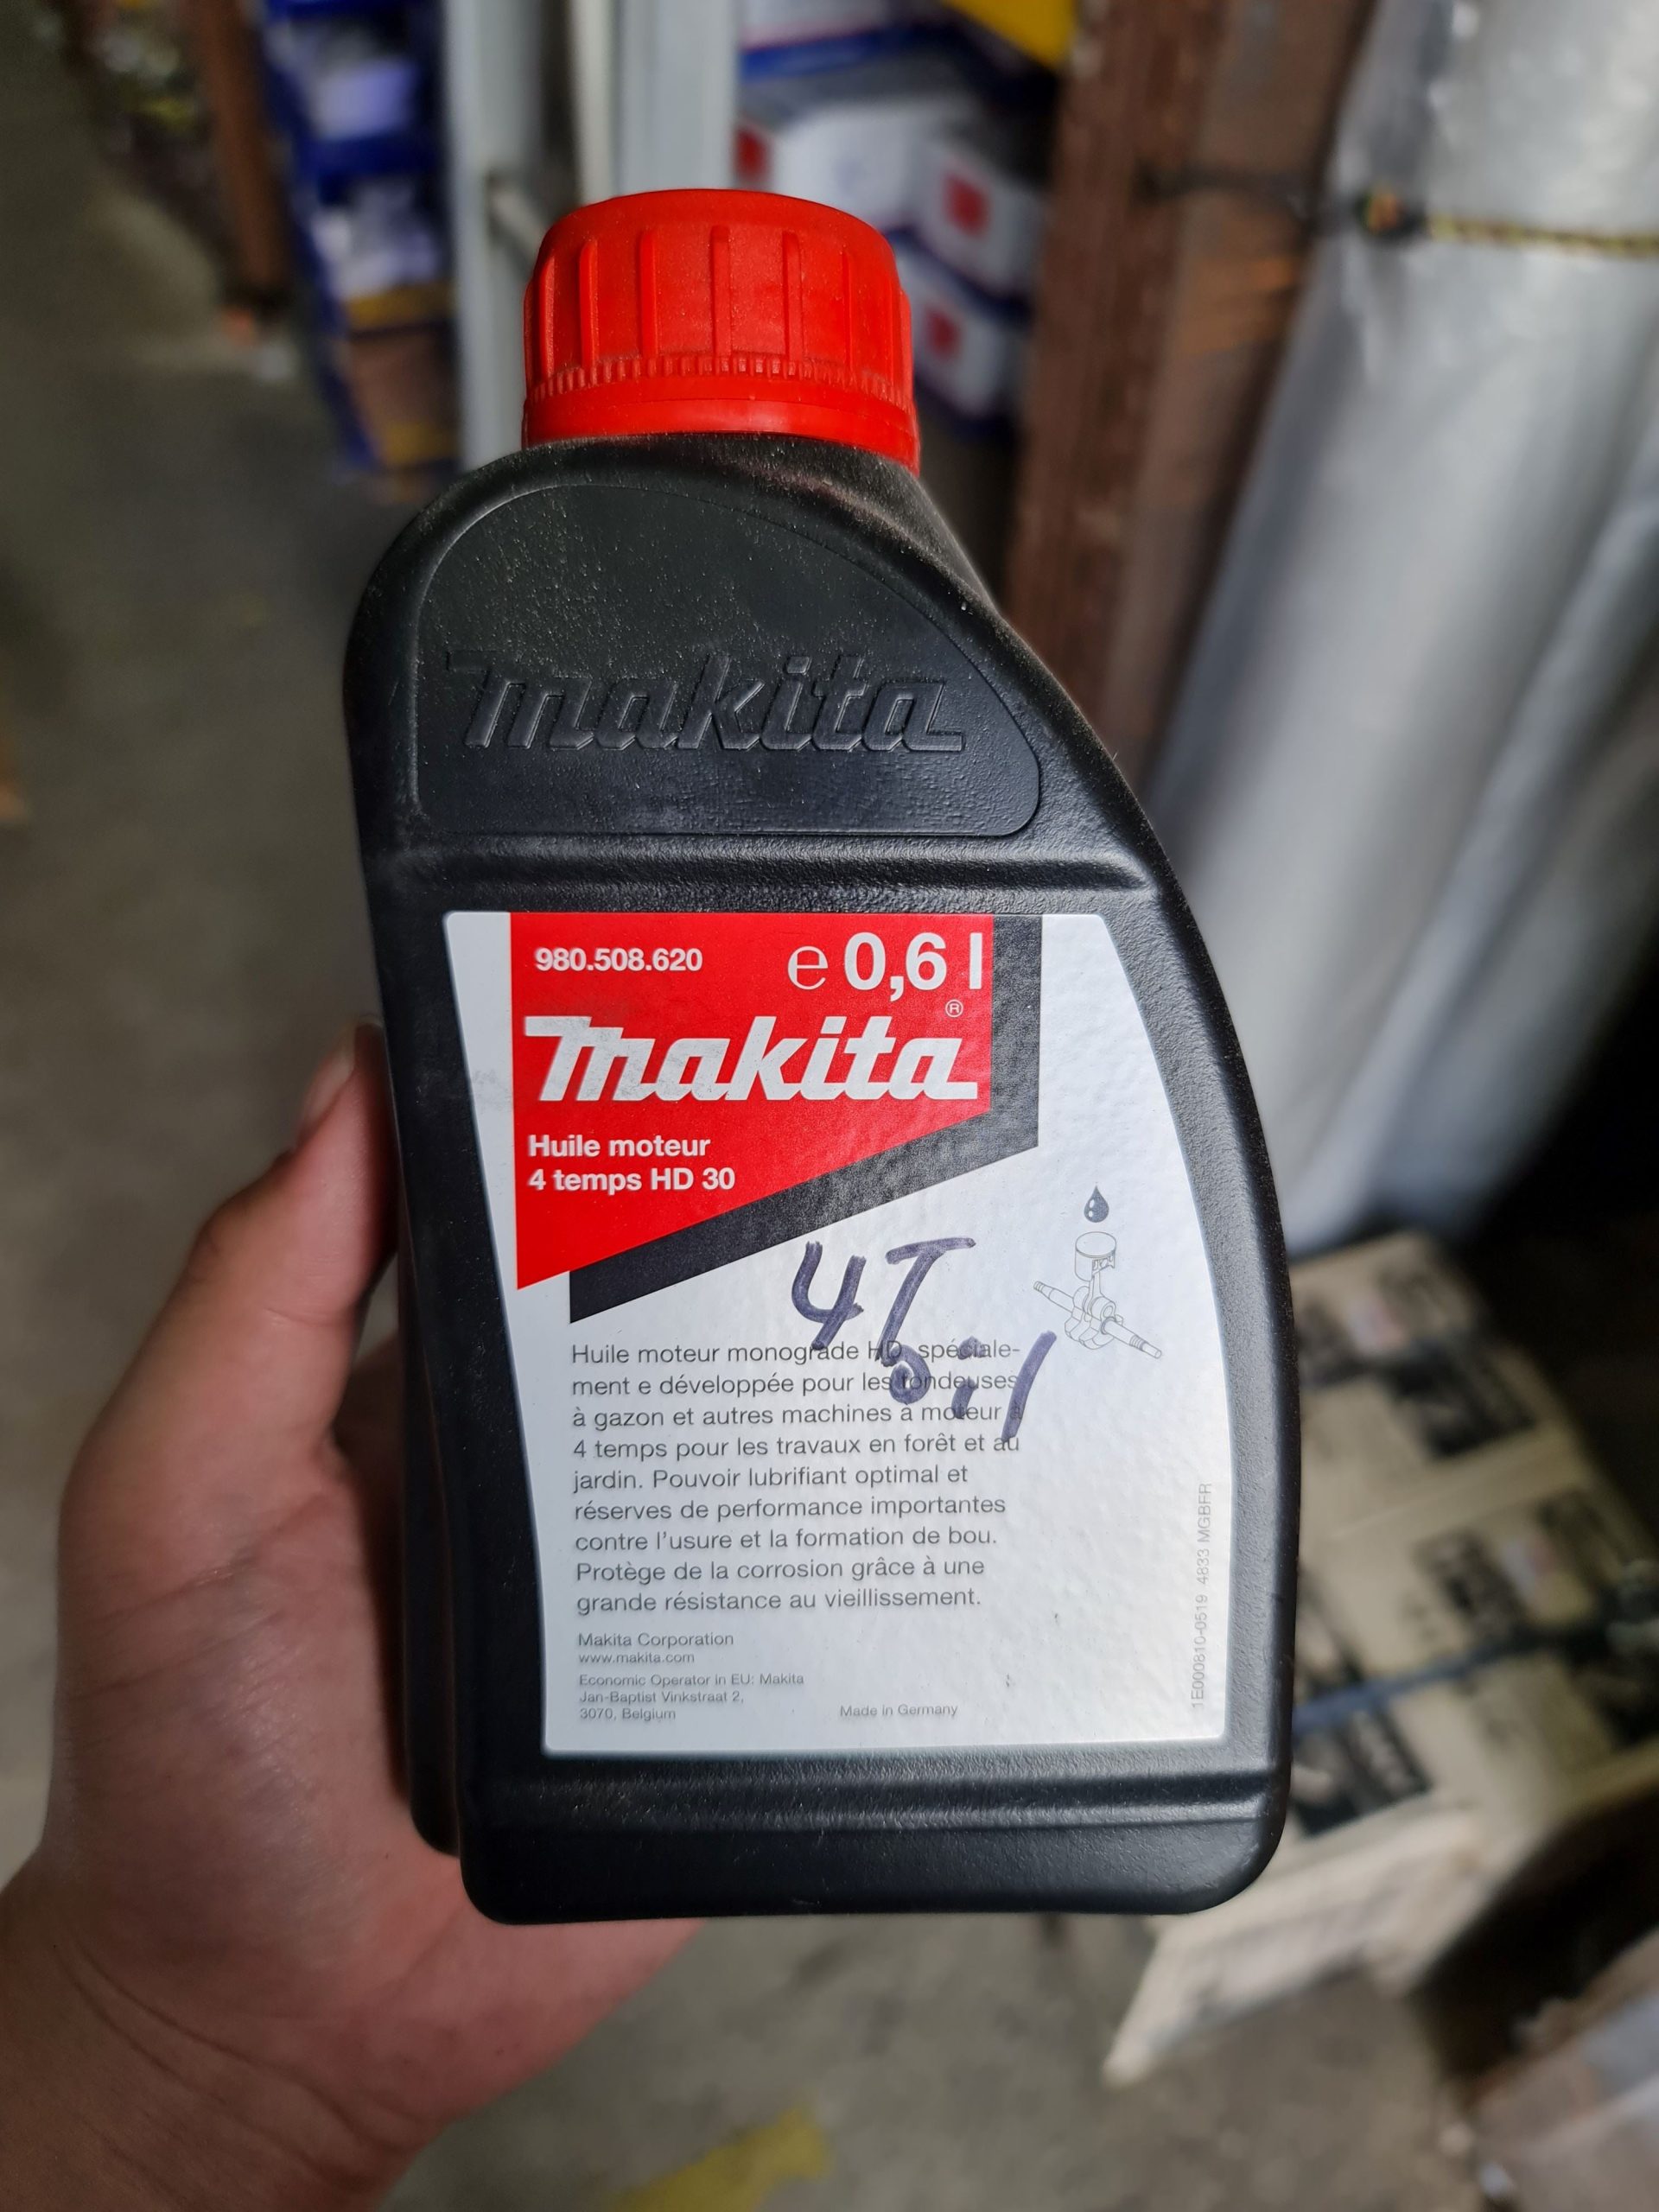 makita
980.508.620 e 0,6 l
makita®
Huile moteur
4 temps HD 30
4T
oil
Huile moteur monograde HD, spéciale-
ment e développée pour les tondeuses
à gazon et autres machines à moteur à
4 temps pour les travaux en forêt et au
jardin. Pouvoir lubrifiant optimal et
réserves de performance importantes
contre l'usure et la formation de bou.
Protège de la corrosion grâce à une
grande résistance au vieillissement.
Makita Corporation
www.makita.com
Economic Operator in EU: Makita
Jan-Baptist Vinkstraat 2,
3070, Belgium
Made in Germany
1E000810-0519 4833 MGBFR